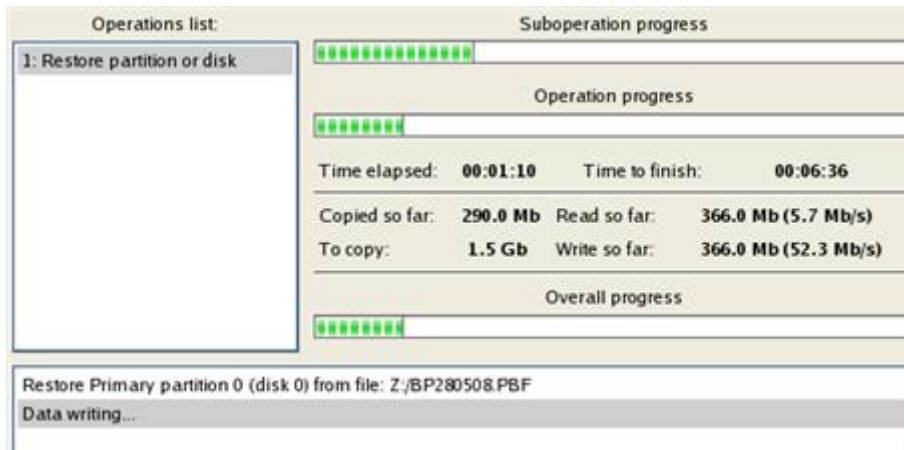 Operations list:
1: Restore partition or disk
Suboperation progress
Operation progress
Time elapsed: 00:01:10 Time to finish: 00:06:36
Copied so far: 290.0 Mb Read so far: 366.0 Mb (5.7 Mb/s)
To copy: 1.5 Gb Write so far: 366.0 Mb (52.3 Mb/s)
Overall progress
Restore Primary partition 0 (disk 0) from file: Z:/BP280508.PBF
Data writing...